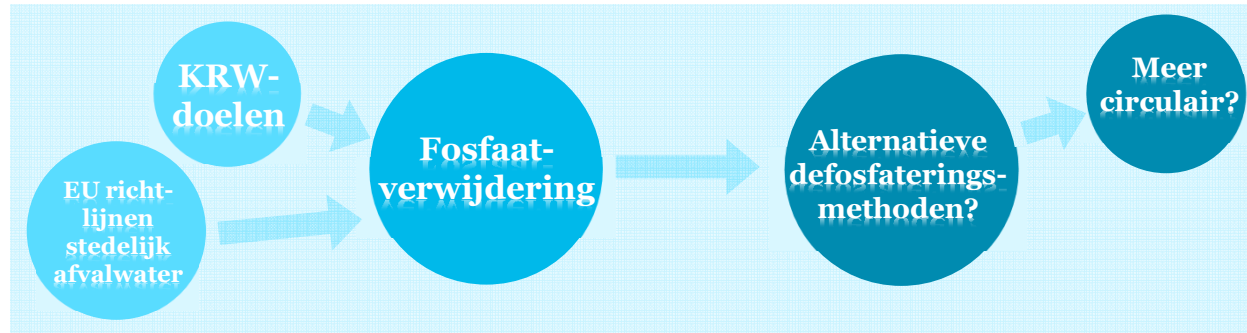 KRW-
doelen
EU richt-
lijnen
stedelijk
afvalwater
Fosfaat-
verwijdering
Alternatieve
defosfaterings-
methoden?
Meer
circulair?